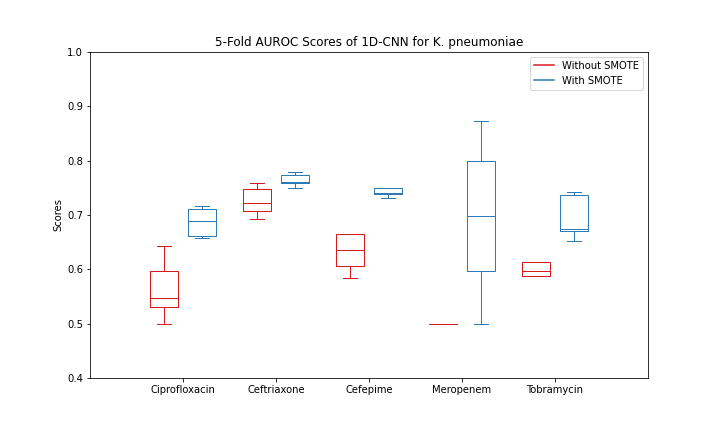 5-Fold AUROC Scores of 1D-CNN for K. pneumoniae
1.0
0.9
0.8
0.7
0.6
0.5
0.4
Scores
Without SMOTE
With SMOTE
Ciprofloxacin Ceftriaxone Cefepime Meropenem Tobramycin